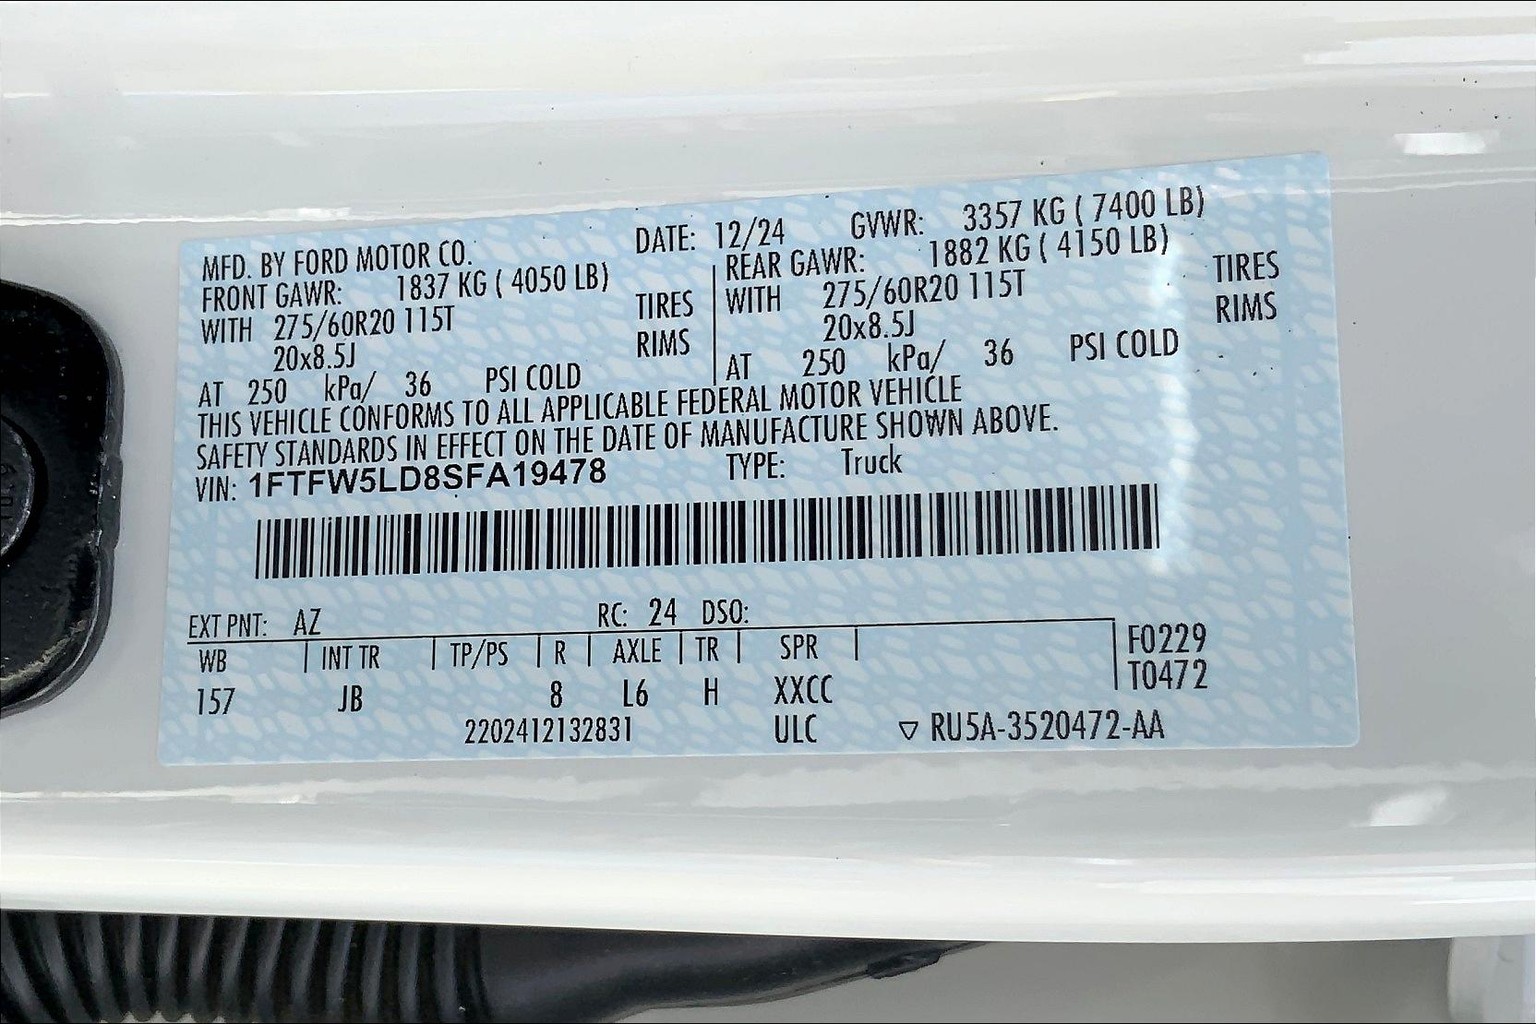 MFD. BY FORD MOTOR CO. DATE: 12/24 GVWR: 3357 KG ( 7400 LB)
FRONT GAWR: 1837 KG ( 4050 LB) REAR GAWR: 1882 KG ( 4150 LB)
WITH 275/60R20 115T TIRES WITH 275/60R20 115T TIRES
20x8.5J RIMS 20x8.5J RIMS
AT 250 kPa/ 36 PSI COLD AT 250 kPa/ 36 PSI COLD
THIS VEHICLE CONFORMS TO ALL APPLICABLE FEDERAL MOTOR VEHICLE
SAFETY STANDARDS IN EFFECT ON THE DATE OF MANUFACTURE SHOWN ABOVE.
VIN: 1FTFW5LD8SFA19478 TYPE: Truck
EXT PNT: AZ RC: 24 DSO:
WB INT TR TP/PS R AXLE TR SPR F0229
157 JB 8 L6 H XXCC T0472
2202412132831 ULC ▽ RU5A-3520472-AA